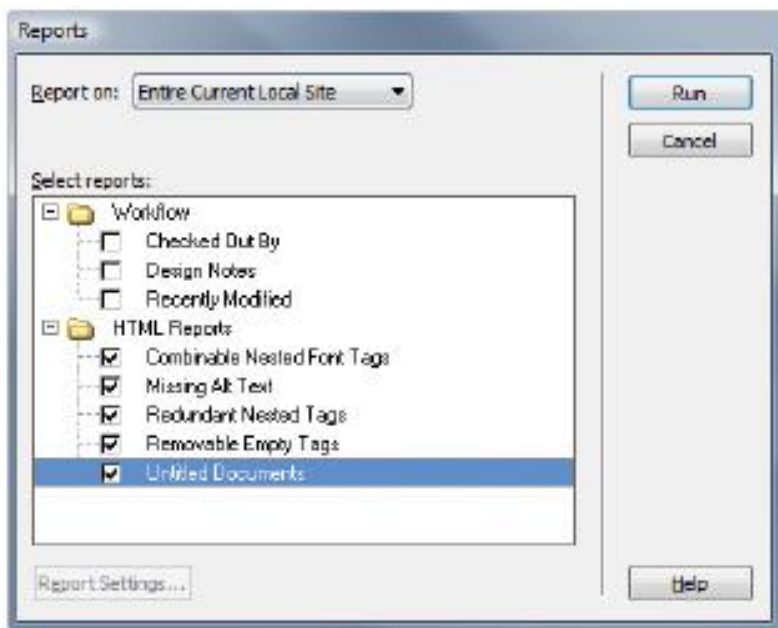 Reports
Report on: Entire Current Local Site
Run
Cancel
Select reports:
Workflow
Checked Out By
Design Notes
Recently Modified
HTML Reports
Combinable Nested Font Tags
Missing Alt Text
Redundant Nested Tags
Removable Empty Tags
Untitled Documents
Report Settings...
Help